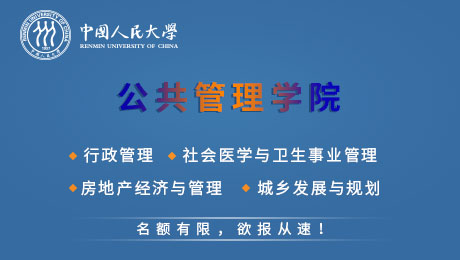 中国人民大学
RENMIN UNIVERSITY OF CHINA
公共管理学院
行政管理 社会医学与卫生事业管理
房地产经济与管理 城乡发展与规划
名额有限，欲报从速！